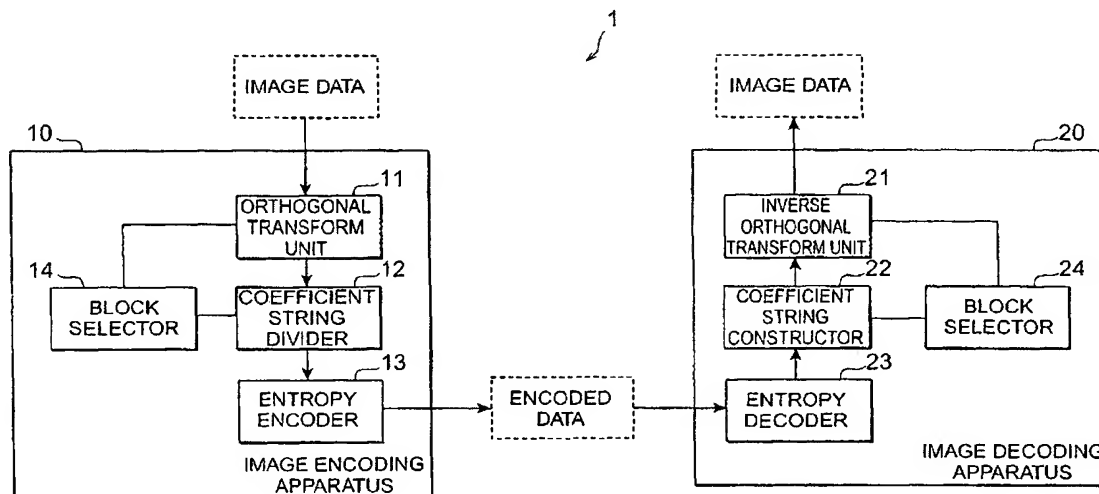 1
IMAGE DATA
10
11
ORTHOGONAL
TRANSFORM
UNIT
14
BLOCK
SELECTOR
12
COEFFICIENT
STRING
DIVIDER
13
ENTROPY
ENCODER
IMAGE ENCODING
APPARATUS
ENCODED
DATA
IMAGE DATA
20
21
INVERSE
ORTHOGONAL
TRANSFORM UNIT
22
COEFFICIENT
STRING
CONSTRUCTOR
24
BLOCK
SELECTOR
23
ENTROPY
DECODER
IMAGE DECODING
APPARATUS